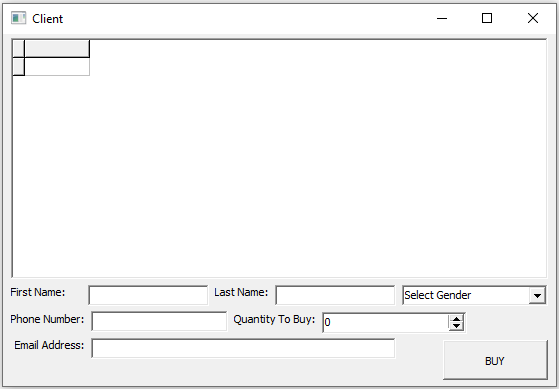 Client
First Name: Last Name: Select Gender
Phone Number: Quantity To Buy: 0
Email Address:
BUY